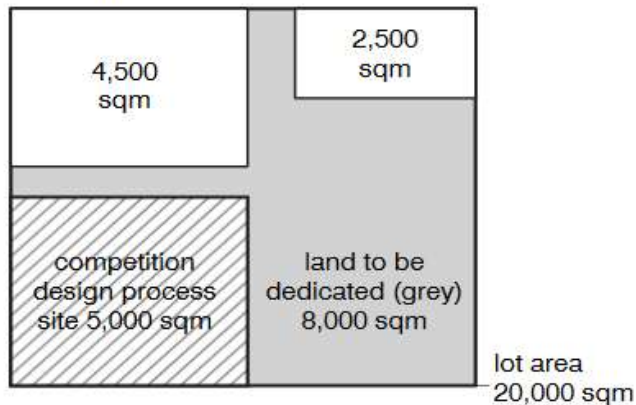 4,500
sqm
2,500
sqm
competition
design process
site 5,000 sqm
land to be
dedicated (grey)
8,000 sqm
lot area
20,000 sqm